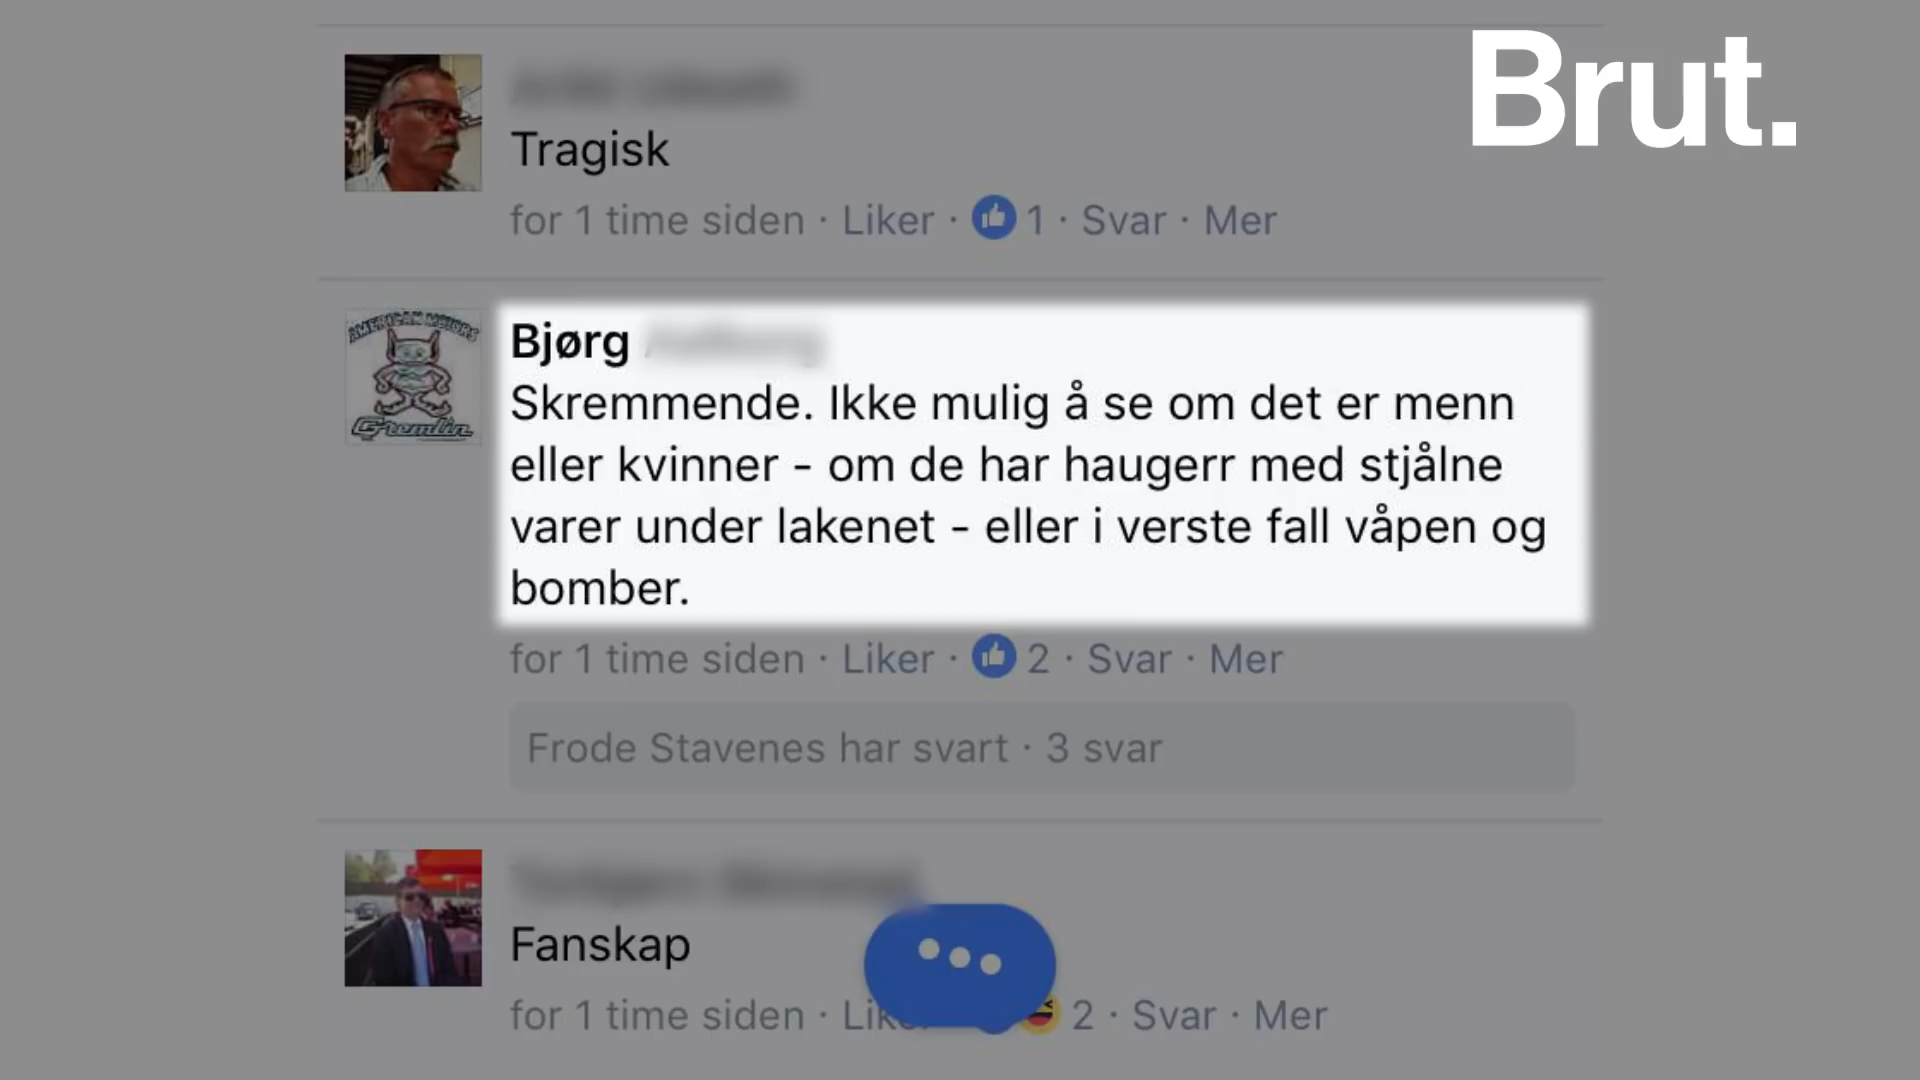 Brut.
Tragisk
for 1 time siden · Liker · 1 · Svar · Mer
AMERICAN MOTORS
Gremlin
Bjørg
Skremmende. Ikke mulig å se om det er menn
eller kvinner - om de har haugerr med stjålne
varer under lakenet - eller i verste fall våpen og
bomber.
for 1 time siden · Liker · 2 · Svar · Mer
Frode Stavenes har svart · 3 svar
Fanskap
for 1 time siden · 2 · Svar · Mer